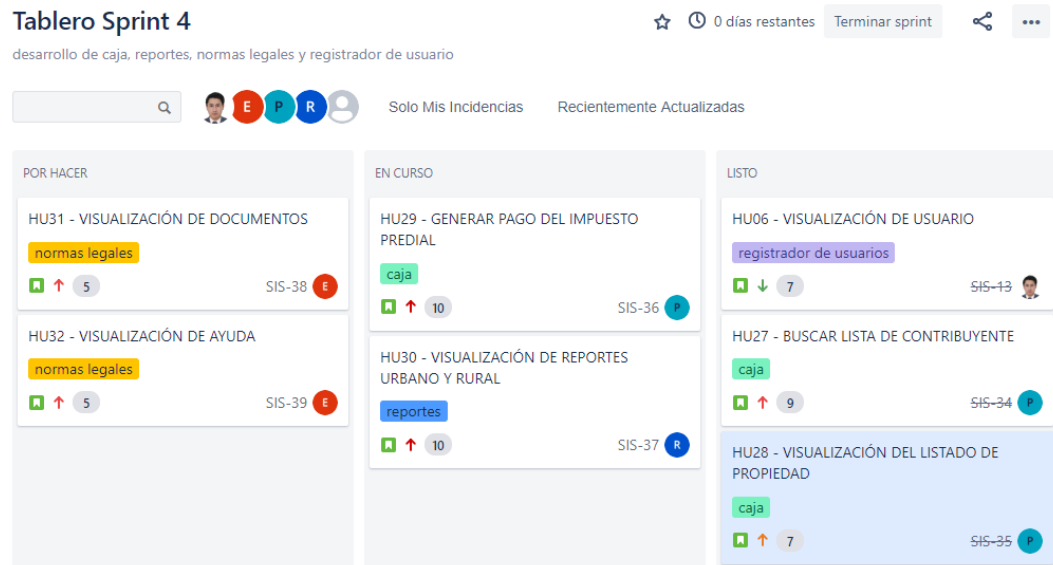 Tablero Sprint 4
0 días restantes
Terminar sprint
desarrollo de caja, reportes, normas legales y registrador de usuario
E
P
R
Solo Mis Incidencias
Recientemente Actualizadas
POR HACER
HU31 - VISUALIZACIÓN DE DOCUMENTOS
normas legales
5
SIS-38
E
HU32 - VISUALIZACIÓN DE AYUDA
normas legales
5
SIS-39
E
EN CURSO
HU29 - GENERAR PAGO DEL IMPUESTO
PREDIAL
caja
10
SIS-36
P
HU30 - VISUALIZACIÓN DE REPORTES
URBANO Y RURAL
reportes
10
SIS-37
R
LISTO
HU06 - VISUALIZACIÓN DE USUARIO
registrador de usuarios
7
SIS-13
HU27 - BUSCAR LISTA DE CONTRIBUYENTE
caja
9
SIS-34
P
HU28 - VISUALIZACIÓN DEL LISTADO DE
PROPIEDAD
caja
7
SIS-35
P